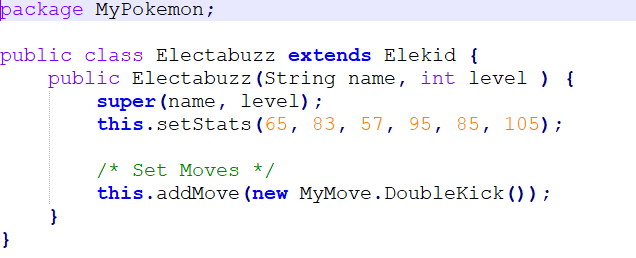 package MyPokemon;
public class Electabuzz extends Elekid {
public Electabuzz(String name, int level ) {
super(name, level);
this.setStats(65, 83, 57, 95, 85, 105);
/* Set Moves */
this.addMove(new MyMove.DoubleKick());
}
}